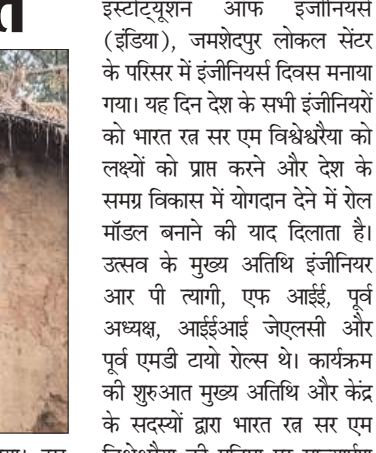 इंस्टीट्यूशन आफ इंजीनियर्स
(इंडिया), जमशेदपुर लोकल सेंटर
के परिसर में इंजीनियर्स दिवस मनाया
गया। यह दिन देश के सभी इंजीनियरों
को भारत रत्न सर एम विश्वेश्वरैया को
लक्ष्यों को प्राप्त करने और देश के
समग्र विकास में योगदान देने में रोल
मॉडल बनाने की याद दिलाता है।
उत्सव के मुख्य अतिथि इंजीनियर
आर पी त्यागी, एफ आईई, पूर्व
अध्यक्ष, आईईआई जेएलसी और
पूर्व एमडी टायो रोल्स थे। कार्यक्रम
की शुरुआत मुख्य अतिथि और केंद्र
के सदस्यों द्वारा भारत रत्न सर एम